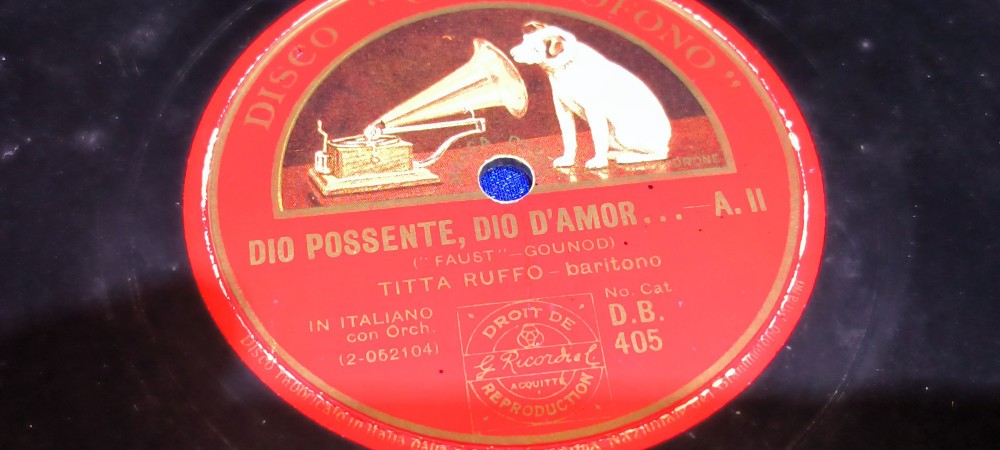 DISCO "
OFONO"
DIO POSSENTE, DIO D'AMOR... — A. II
("FAUST"—GOUNOD)
TITTA RUFFO - baritono
IN ITALIANO
con Orch.
(2-052104)
No. Cat
D.B.
405
DROIT DE
G. Ricordi & C.
ACQUITTÉ
REPRODUCTION